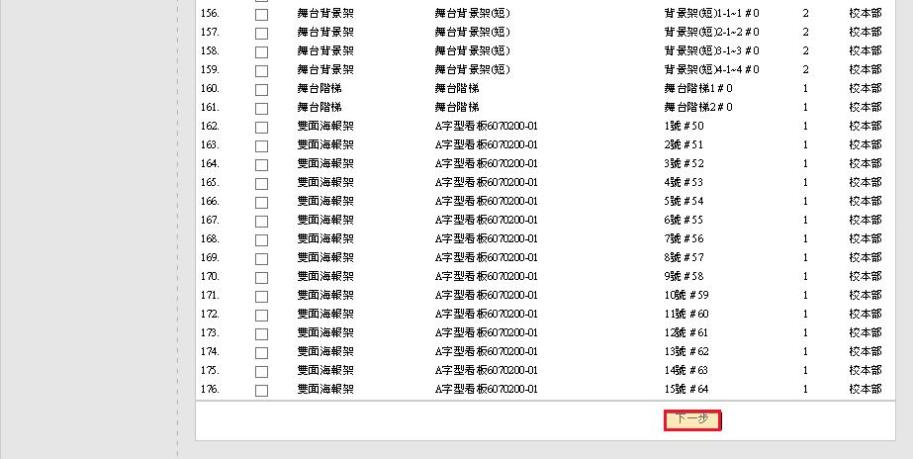 156. 舞台背景架 舞台背景架(短) 背景架(短)1-1~1 # 0 2 校本部
157. 舞台背景架 舞台背景架(短) 背景架(短)2-1~2 # 0 2 校本部
158. 舞台背景架 舞台背景架(短) 背景架(短)3-1~3 # 0 2 校本部
159. 舞台背景架 舞台背景架(短) 背景架(短)4-1~4 # 0 2 校本部
160. 舞台階梯 舞台階梯 舞台階梯1 # 0 1 校本部
161. 舞台階梯 舞台階梯 舞台階梯2 # 0 1 校本部
162. 雙面海報架 A字型看板6070200-01 1號 # 50 1 校本部
163. 雙面海報架 A字型看板6070200-01 2號 # 51 1 校本部
164. 雙面海報架 A字型看板6070200-01 3號 # 52 1 校本部
165. 雙面海報架 A字型看板6070200-01 4號 # 53 1 校本部
166. 雙面海報架 A字型看板6070200-01 5號 # 54 1 校本部
167. 雙面海報架 A字型看板6070200-01 6號 # 55 1 校本部
168. 雙面海報架 A字型看板6070200-01 7號 # 56 1 校本部
169. 雙面海報架 A字型看板6070200-01 8號 # 57 1 校本部
170. 雙面海報架 A字型看板6070200-01 9號 # 58 1 校本部
171. 雙面海報架 A字型看板6070200-01 10號 # 59 1 校本部
172. 雙面海報架 A字型看板6070200-01 11號 # 60 1 校本部
173. 雙面海報架 A字型看板6070200-01 12號 # 61 1 校本部
174. 雙面海報架 A字型看板6070200-01 13號 # 62 1 校本部
175. 雙面海報架 A字型看板6070200-01 14號 # 63 1 校本部
176. 雙面海報架 A字型看板6070200-01 15號 # 64 1 校本部
下一步